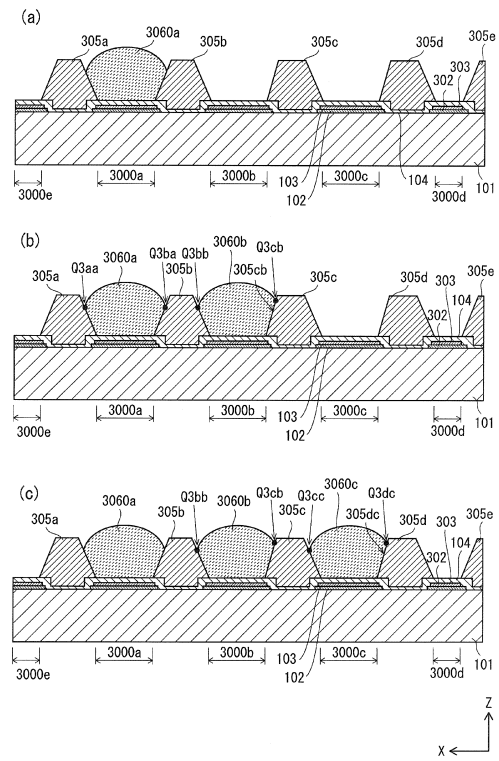 (a)
305a 3060a 305b 305c 305d 305e
302 303
103 102 104 101
3000e 3000a 3000b 3000c 3000d
(b)
3060a Q3ba Q3bb 3060b Q3cb
305a Q3aa 305b 305cb 305c 305d 305e
303 104
302
103 102 101
3000e 3000a 3000b 3000c 3000d
(c)
3060a Q3bb 3060b Q3cb 3060c Q3cc Q3dc
305a 305b 305c 305dc 305d 305e
303 104
302
103 102 101
3000e 3000a 3000b 3000c 3000d
Z
X